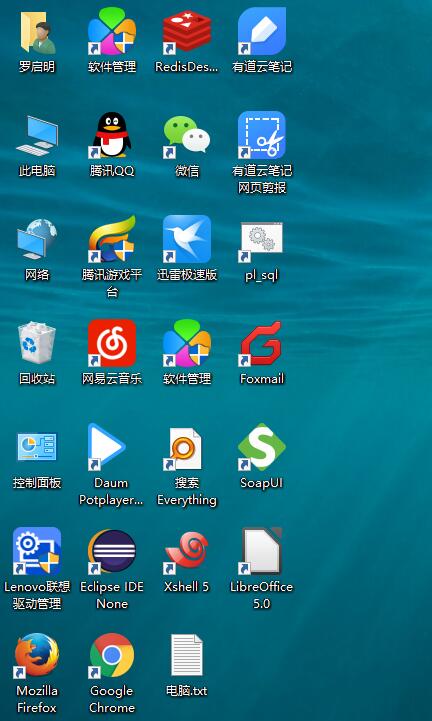 罗启明
软件管理
RedisDes...
有道云笔记
此电脑
腾讯QQ
微信
有道云笔记
网页剪报
网络
腾讯游戏平
台
迅雷极速版
pl_sql
回收站
网易云音乐
软件管理
Foxmail
控制面板
Daum
Potplayer...
搜索
Everything
SoapUI
Lenovo联想
驱动管理
Eclipse IDE
None
Xshell 5
LibreOffice
5.0
Mozilla
Firefox
Google
Chrome
电脑.txt